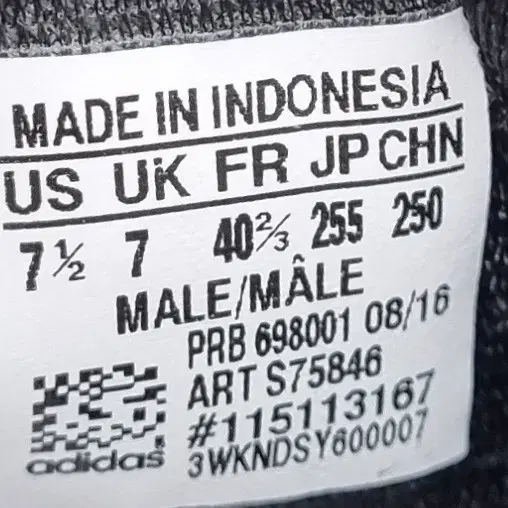 MADE IN INDONESIA
US UK FR JP CHN
7½ 7 40⅔ 255 250
MALE/MÂLE
PRB 698001 08/16
ART S75846
#115113167
3WKNDSY600007
adidas